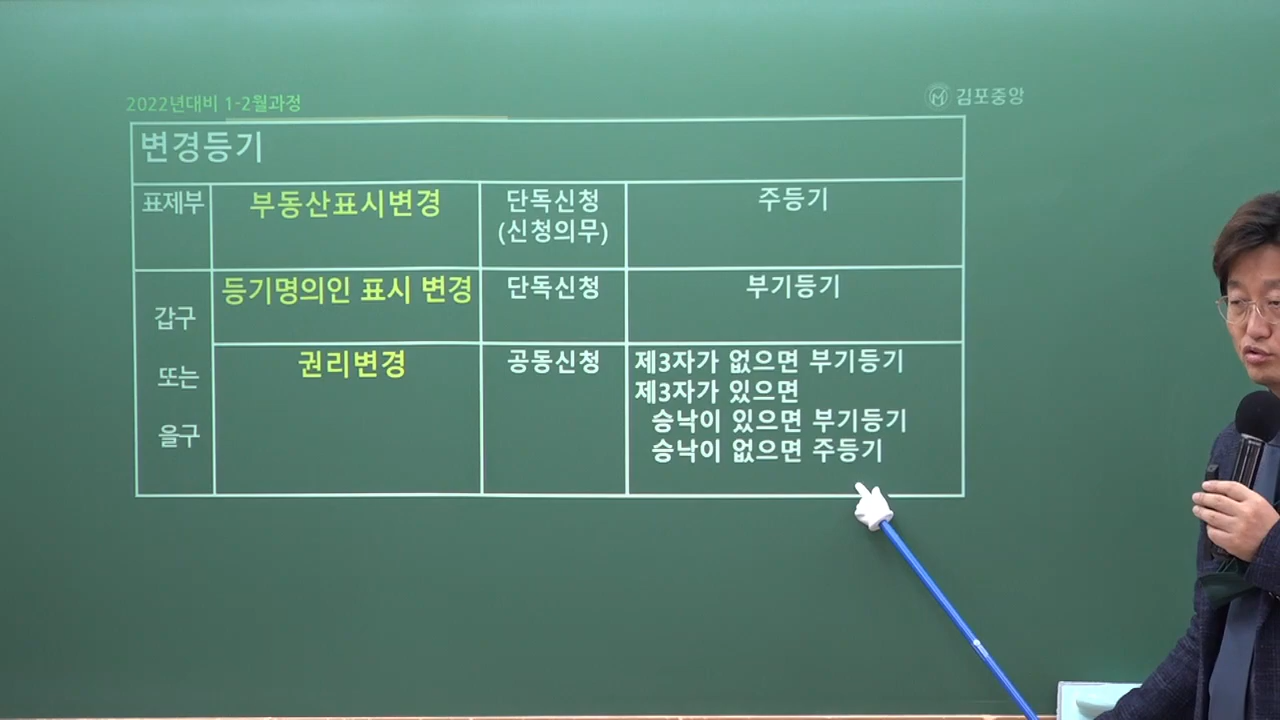 2022년대비 1-2월과정
김포중앙
변경등기
표제부
부동산표시변경
단독신청
(신청의무)
주등기
갑구
또는
을구
등기명의인 표시 변경
단독신청
부기등기
권리변경
공동신청
제3자가 없으면 부기등기
제3자가 있으면
승낙이 있으면 부기등기
승낙이 없으면 주등기